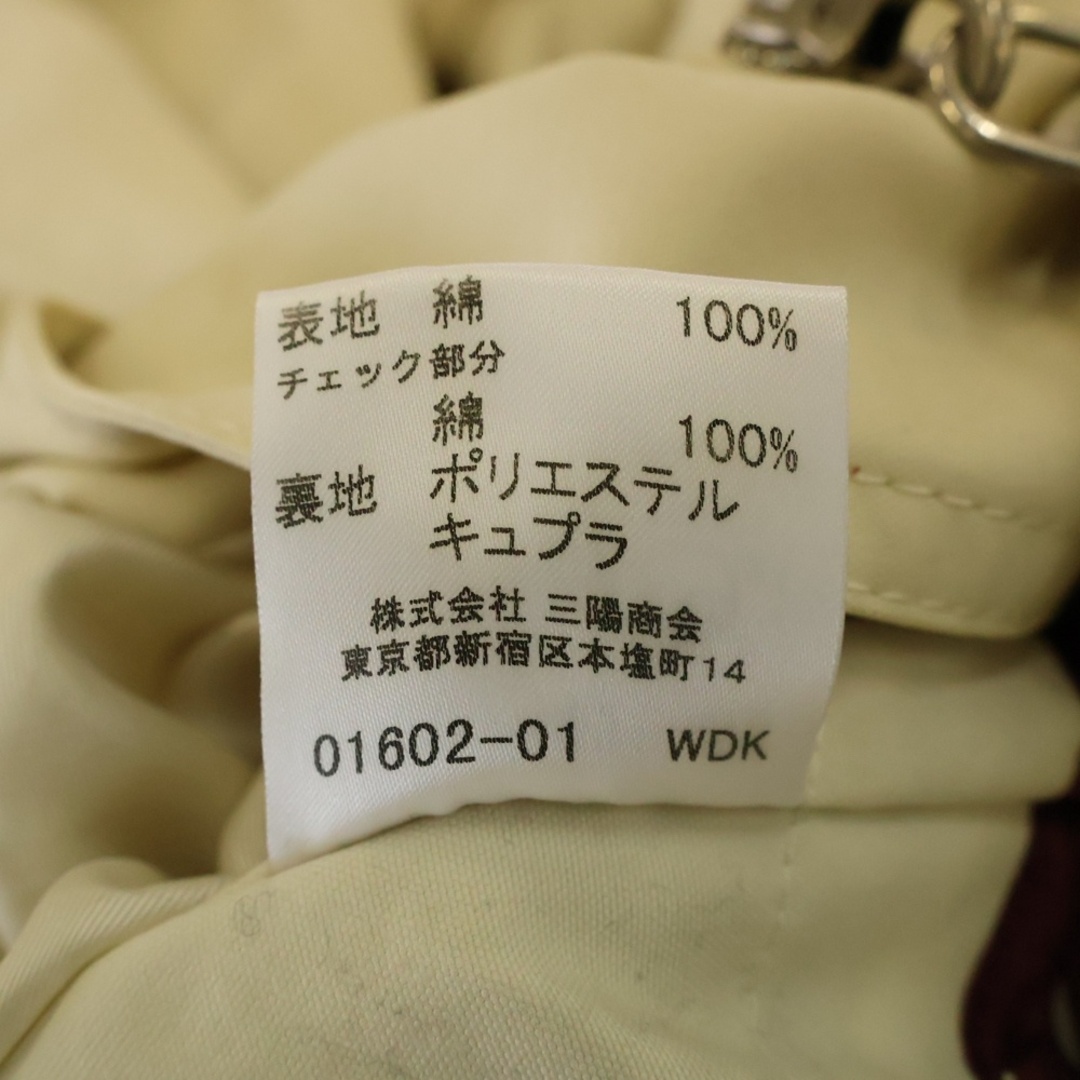 表地 綿 100%
チェック部分
綿 100%
裏地 ポリエステル
キュプラ
株式会社 三陽商会
東京都新宿区本塩町14
01602-01 WDK